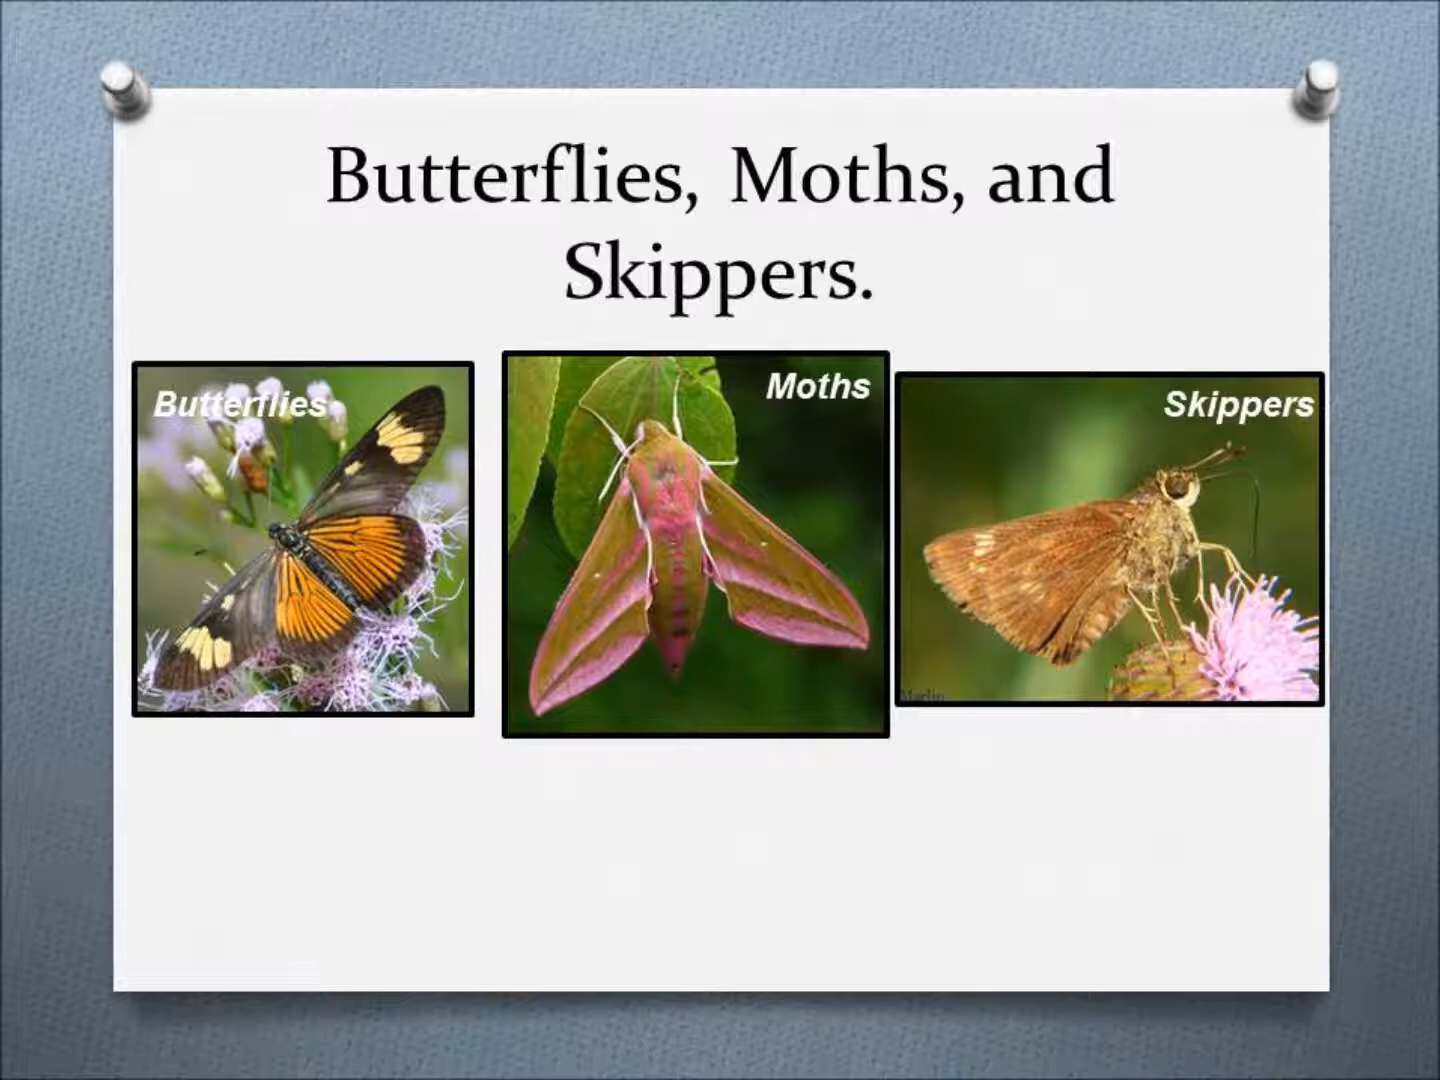 Butterflies, Moths, and
Skippers.
Butterflies
Moths
Skippers